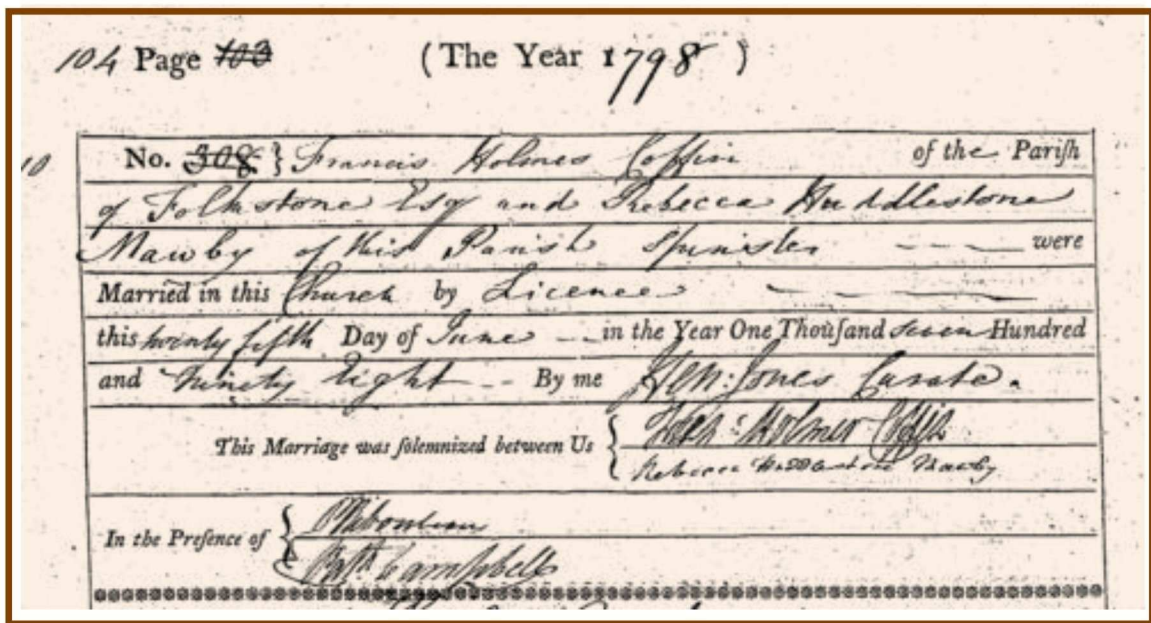 104 Page 103 (The Year 1798)
No. 308 } Francis Holmes Coffin of the Pariſh
of Folkstone Esq and Rebecca Huddlestone
Mawby of this Parish Spinster were
Married in this Church by Licence
this twenty fifth Day of June in the Year One Thouſand seven Hundred
and Ninety Eight By me Hen: Jones Curate.
This Marriage was ſolemnized between Us { Holmes Coffin
Rebecca Huddlestone Mawby
In the Preſence of {
Campbell